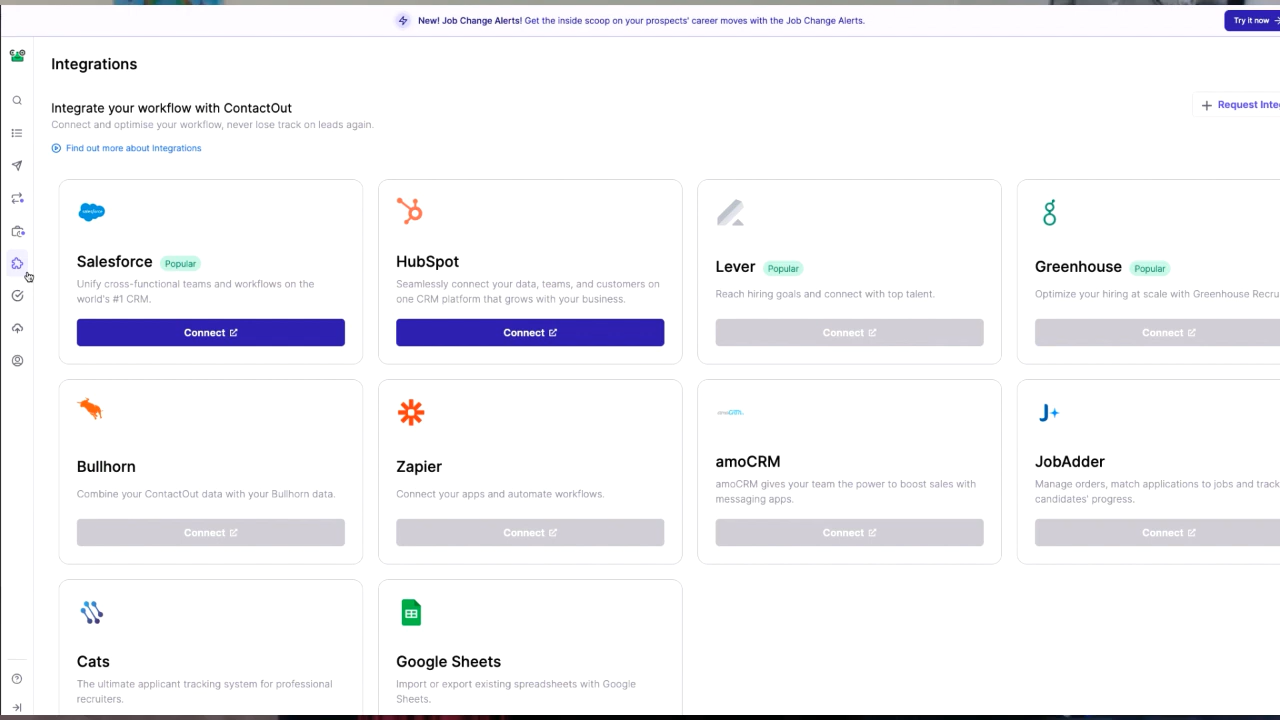 New! Job Change Alerts! Get the inside scoop on your prospects' career moves with the Job Change Alerts.
Try it now
Integrations
Integrate your workflow with ContactOut
Connect and optimise your workflow, never lose track on leads again.
Request Inte
Find out more about Integrations
salesforce
Salesforce Popular
Unify cross-functional teams and workflows on the
world's #1 CRM.
Connect
HubSpot
Seamlessly connect your data, teams, and customers on
one CRM platform that grows with your business.
Connect
Lever Popular
Reach hiring goals and connect with top talent.
Connect
Greenhouse Popular
Optimize your hiring at scale with Greenhouse Recru
Connect
Bullhorn
Combine your ContactOut data with your Bullhorn data.
Connect
Zapier
Connect your apps and automate workflows.
Connect
amoCRM.
amoCRM
amoCRM gives your team the power to boost sales with
messaging apps.
Connect
J+
JobAdder
Manage orders, match applications to jobs and track
candidates' progress.
Connect
Cats
The ultimate applicant tracking system for professional
recruiters.
Google Sheets
Import or export existing spreadsheets with Google
Sheets.